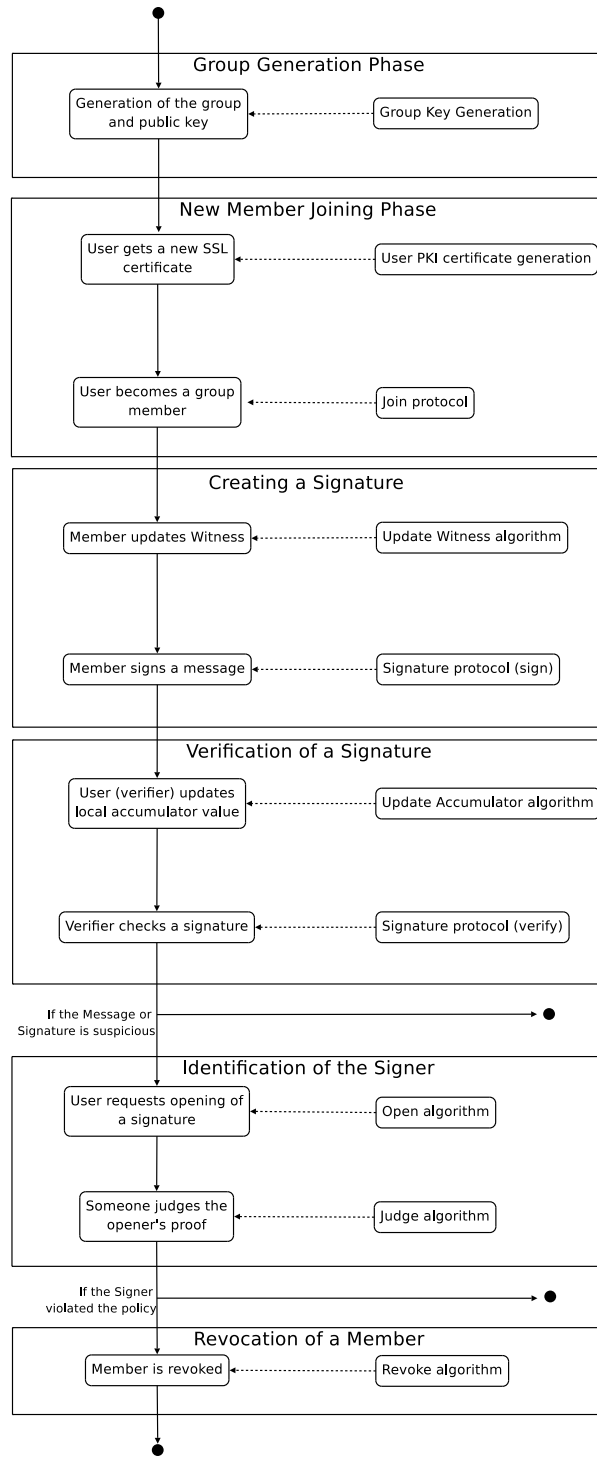 Group Generation Phase
Generation of the group
and public key
Group Key Generation
New Member Joining Phase
User gets a new SSL
certificate
User PKI certificate generation
User becomes a group
member
Join protocol
Creating a Signature
Member updates Witness
Update Witness algorithm
Member signs a message
Signature protocol (sign)
Verification of a Signature
User (verifier) updates
local accumulator value
Update Accumulator algorithm
Verifier checks a signature
Signature protocol (verify)
If the Message or
Signature is suspicious
Identification of the Signer
User requests opening of
a signature
Open algorithm
Someone judges the
opener's proof
Judge algorithm
If the Signer
violated the policy
Revocation of a Member
Member is revoked
Revoke algorithm